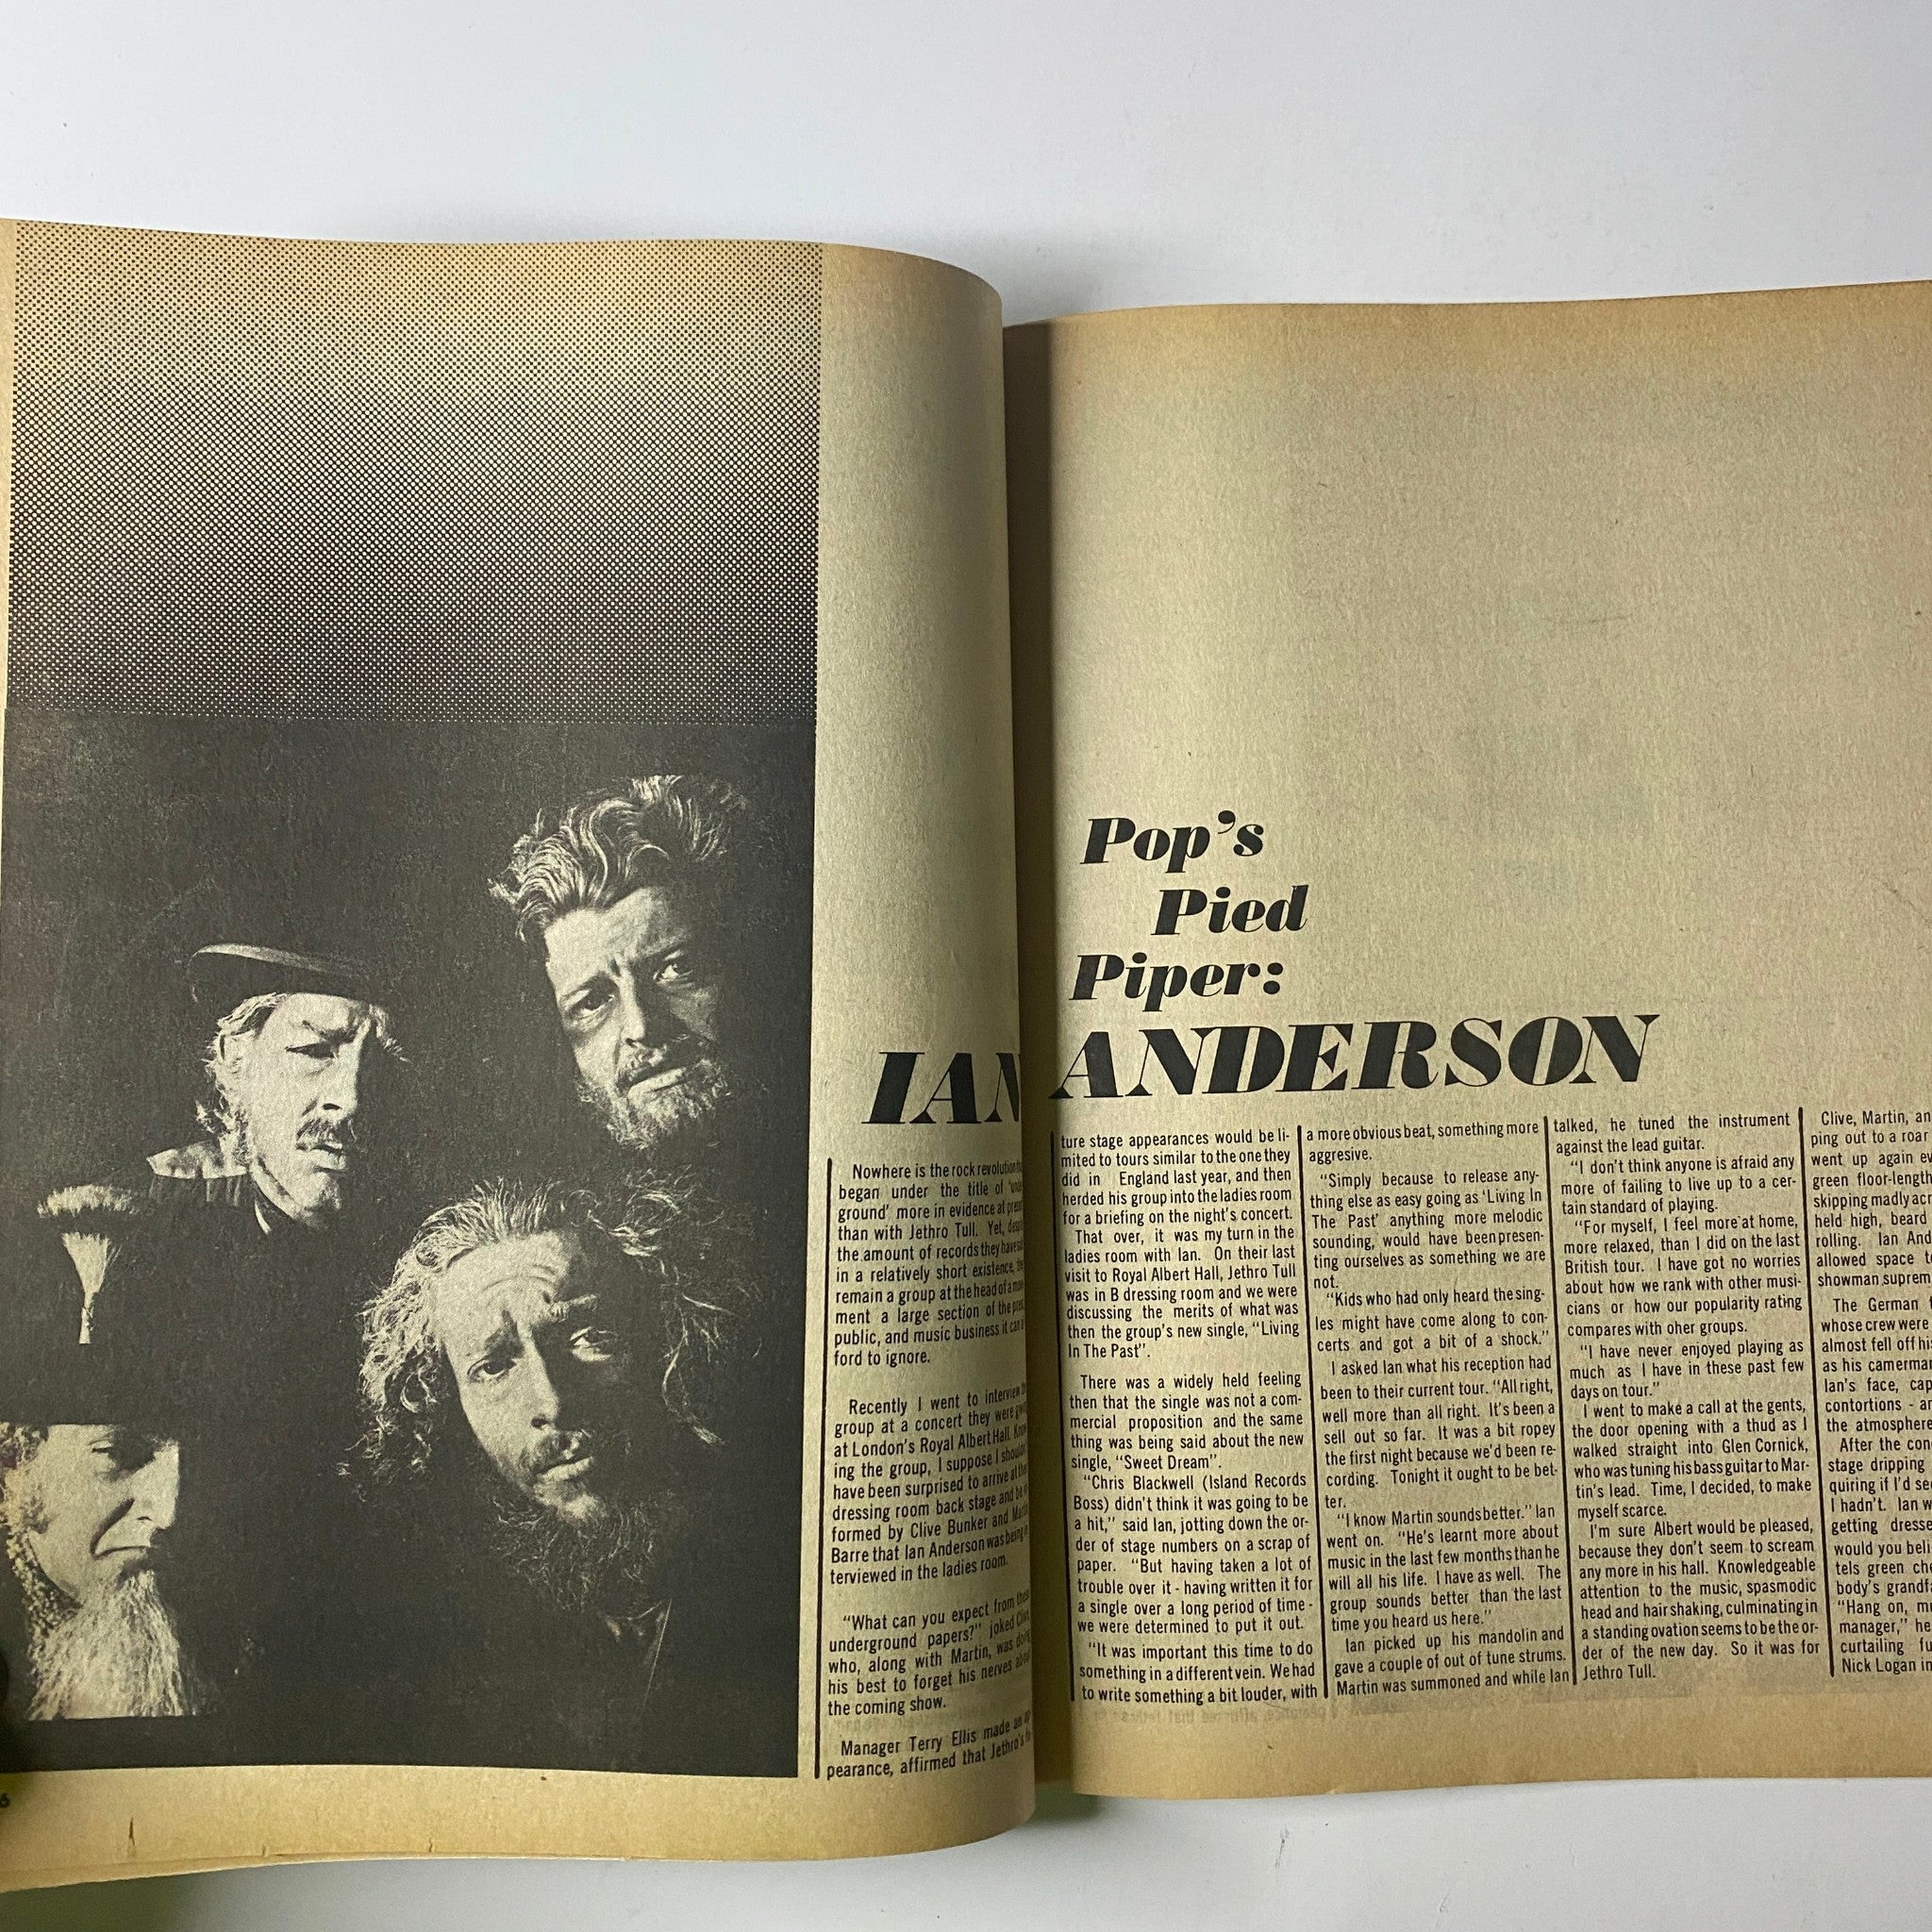 Pop's
Pied
Piper:
IAN ANDERSON
Nowhere is the rock revolution
began under the title of
ground' more in evidence at
than with Jethro Tull. Yet,
the amount of records they have
in a relatively short existence,
remain a group at the head of a
ment a large section of the
public, and music business it can
ford to ignore.
Recently I went to interview
group at a concert they were
at London's Royal Albert Hall.
ing the group, I suppose I
have been surprised to arrive at
dressing room back stage and
formed by Clive Bunker and
Barre that Ian Anderson was being
terviewed in the ladies room.
"What can you expect from these
underground papers?" joked Clive
who, along with Martin, was
his best to forget his nerves
the coming show.
Manager Terry Ellis made an
pearance, affirmed that Jethro's
ture stage appearances would be li-
mited to tours similar to the one they
did in England last year, and then
herded his group into the ladies room
for a briefing on the night's concert.
That over, it was my turn in the
ladies room with Ian. On their last
visit to Royal Albert Hall, Jethro Tull
was in B dressing room and we were
discussing the merits of what was
then the group's new single, "Living
In The Past".
There was a widely held feeling
then that the single was not a com-
mercial proposition and the same
thing was being said about the new
single, "Sweet Dream".
"Chris Blackwell (Island Records
Boss) didn't think it was going to be
a hit," said Ian, jotting down the or-
der of stage numbers on a scrap of
paper. "But having taken a lot of
trouble over it - having written it for
a single over a long period of time -
we were determined to put it out.
"It was important this time to do
something in a different vein. We had
to write something a bit louder, with
a more obvious beat, something more
aggresive.
"Simply because to release any-
thing else as easy going as 'Living In
The Past' anything more melodic
sounding, would have been presen-
ting ourselves as something we are
not.
"Kids who had only heard the sing-
les might have come along to con-
certs and got a bit of a shock."
I asked Ian what his reception had
been to their current tour. "All right,
well more than all right. It's been a
sell out so far. It was a bit ropey
the first night because we'd been re-
cording. Tonight it ought to be bet-
ter.
"I know Martin sounds better." Ian
went on. "He's learnt more about
music in the last few months than he
will all his life. I have as well. The
group sounds better than the last
time you heard us here."
Ian picked up his mandolin and
gave a couple of out of tune strums.
Martin was summoned and while Ian
talked, he tuned the instrument
against the lead guitar.
"I don't think anyone is afraid any
more of failing to live up to a cer-
tain standard of playing.
"For myself, I feel more at home,
more relaxed, than I did on the last
British tour. I have got no worries
about how we rank with other musi-
cians or how our popularity rating
compares with oher groups.
"I have never enjoyed playing as
much as I have in these past few
days on tour."
I went to make a call at the gents,
the door opening with a thud as I
walked straight into Glen Cornick,
who was tuning his bass guitar to Mar-
tin's lead. Time, I decided, to make
myself scarce.
I'm sure Albert would be pleased,
because they don't seem to scream
any more in his hall. Knowledgeable
attention to the music, spasmodic
head and hair shaking, culminating in
a standing ovation seems to be the or-
der of the new day. So it was for
Jethro Tull.
Clive, Martin, an
ping out to a roar
went up again
green floor-length
skipping madly
held high, beard
rolling. Ian
allowed space
showman suprem
The German
whose crew were
almost fell off
as his camerman
Ian's face, cap
contortions -
the atmosphere
After the
stage dripping
quiring if I'd
I hadn't. Ian
getting dresse
would you
tels green
body's
"Hang on,
manager," he
curtailing
Nick Logan in
6